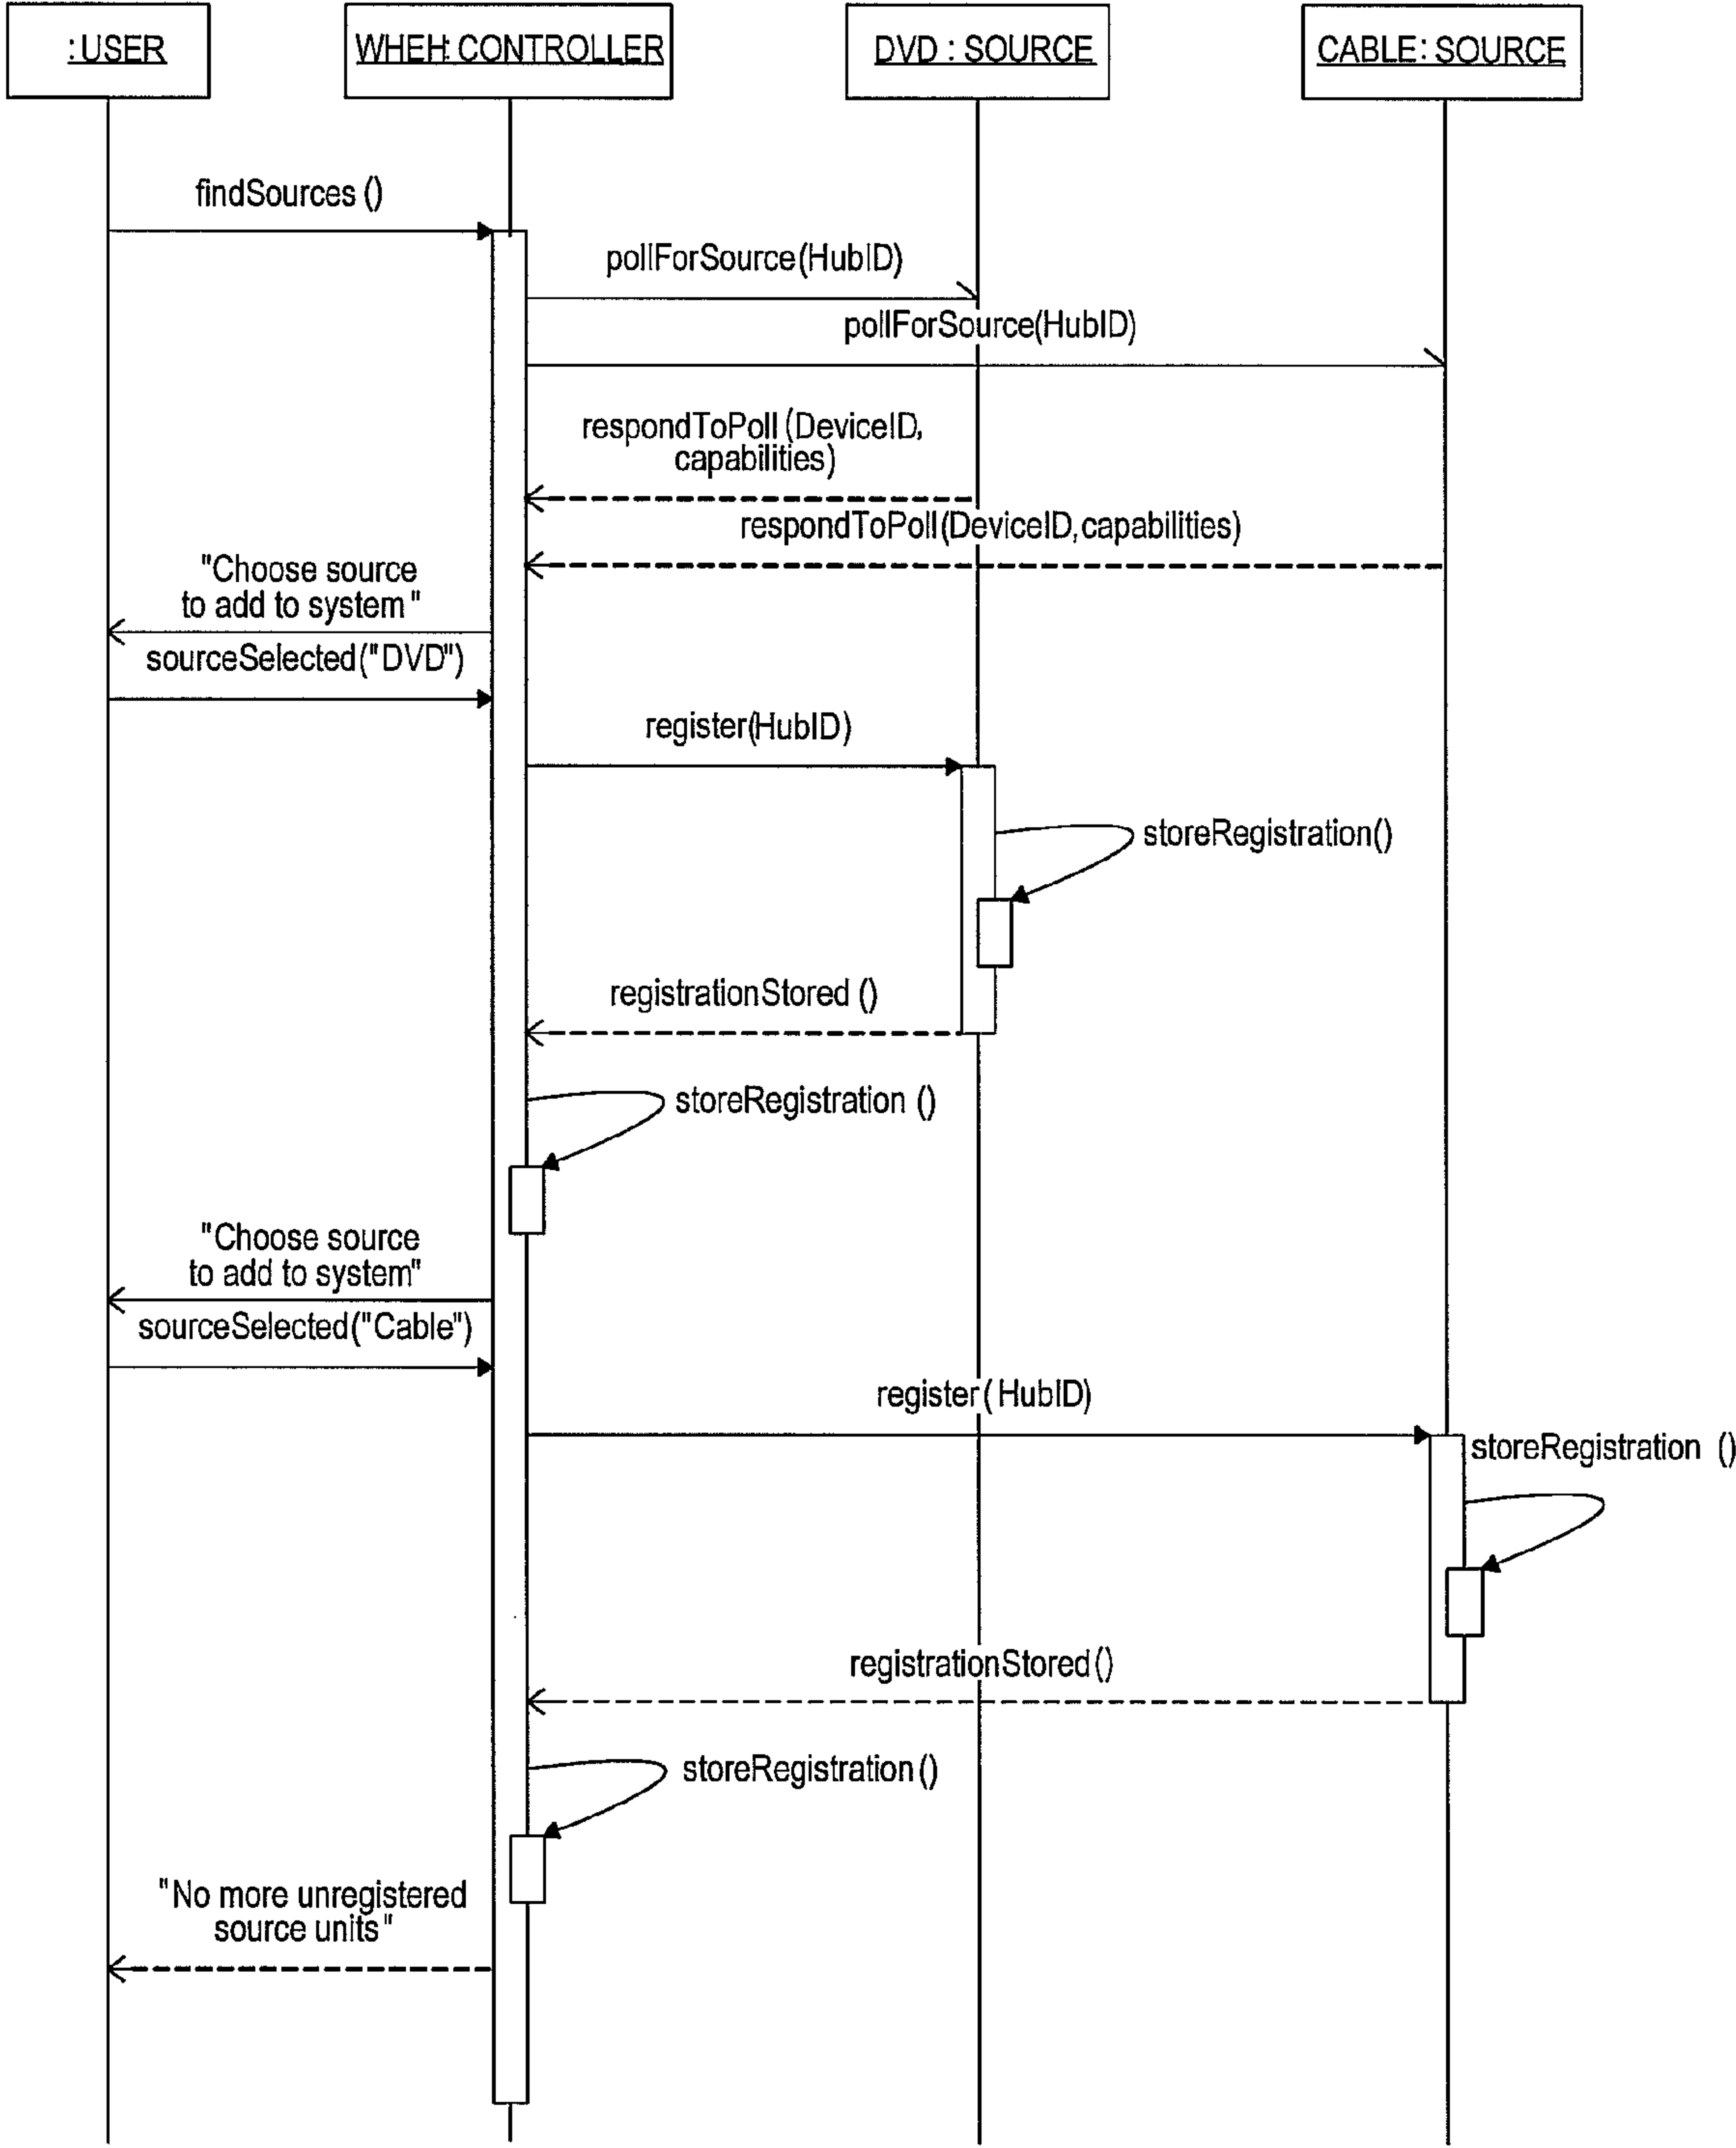 :USER
WHEH:CONTROLLER
DVD : SOURCE
CABLE: SOURCE
findSources ()
pollForSource(HubID)
pollForSource(HubID)
respondToPoll (DeviceID,
capabilities)
respondToPoll(DeviceID,capabilities)
"Choose source
to add to system"
sourceSelected("DVD")
register(HubID)
storeRegistration()
registrationStored ()
storeRegistration ()
"Choose source
to add to system"
sourceSelected("Cable")
register( HubID)
storeRegistration ()
registrationStored()
storeRegistration()
"No more unregistered
source units"